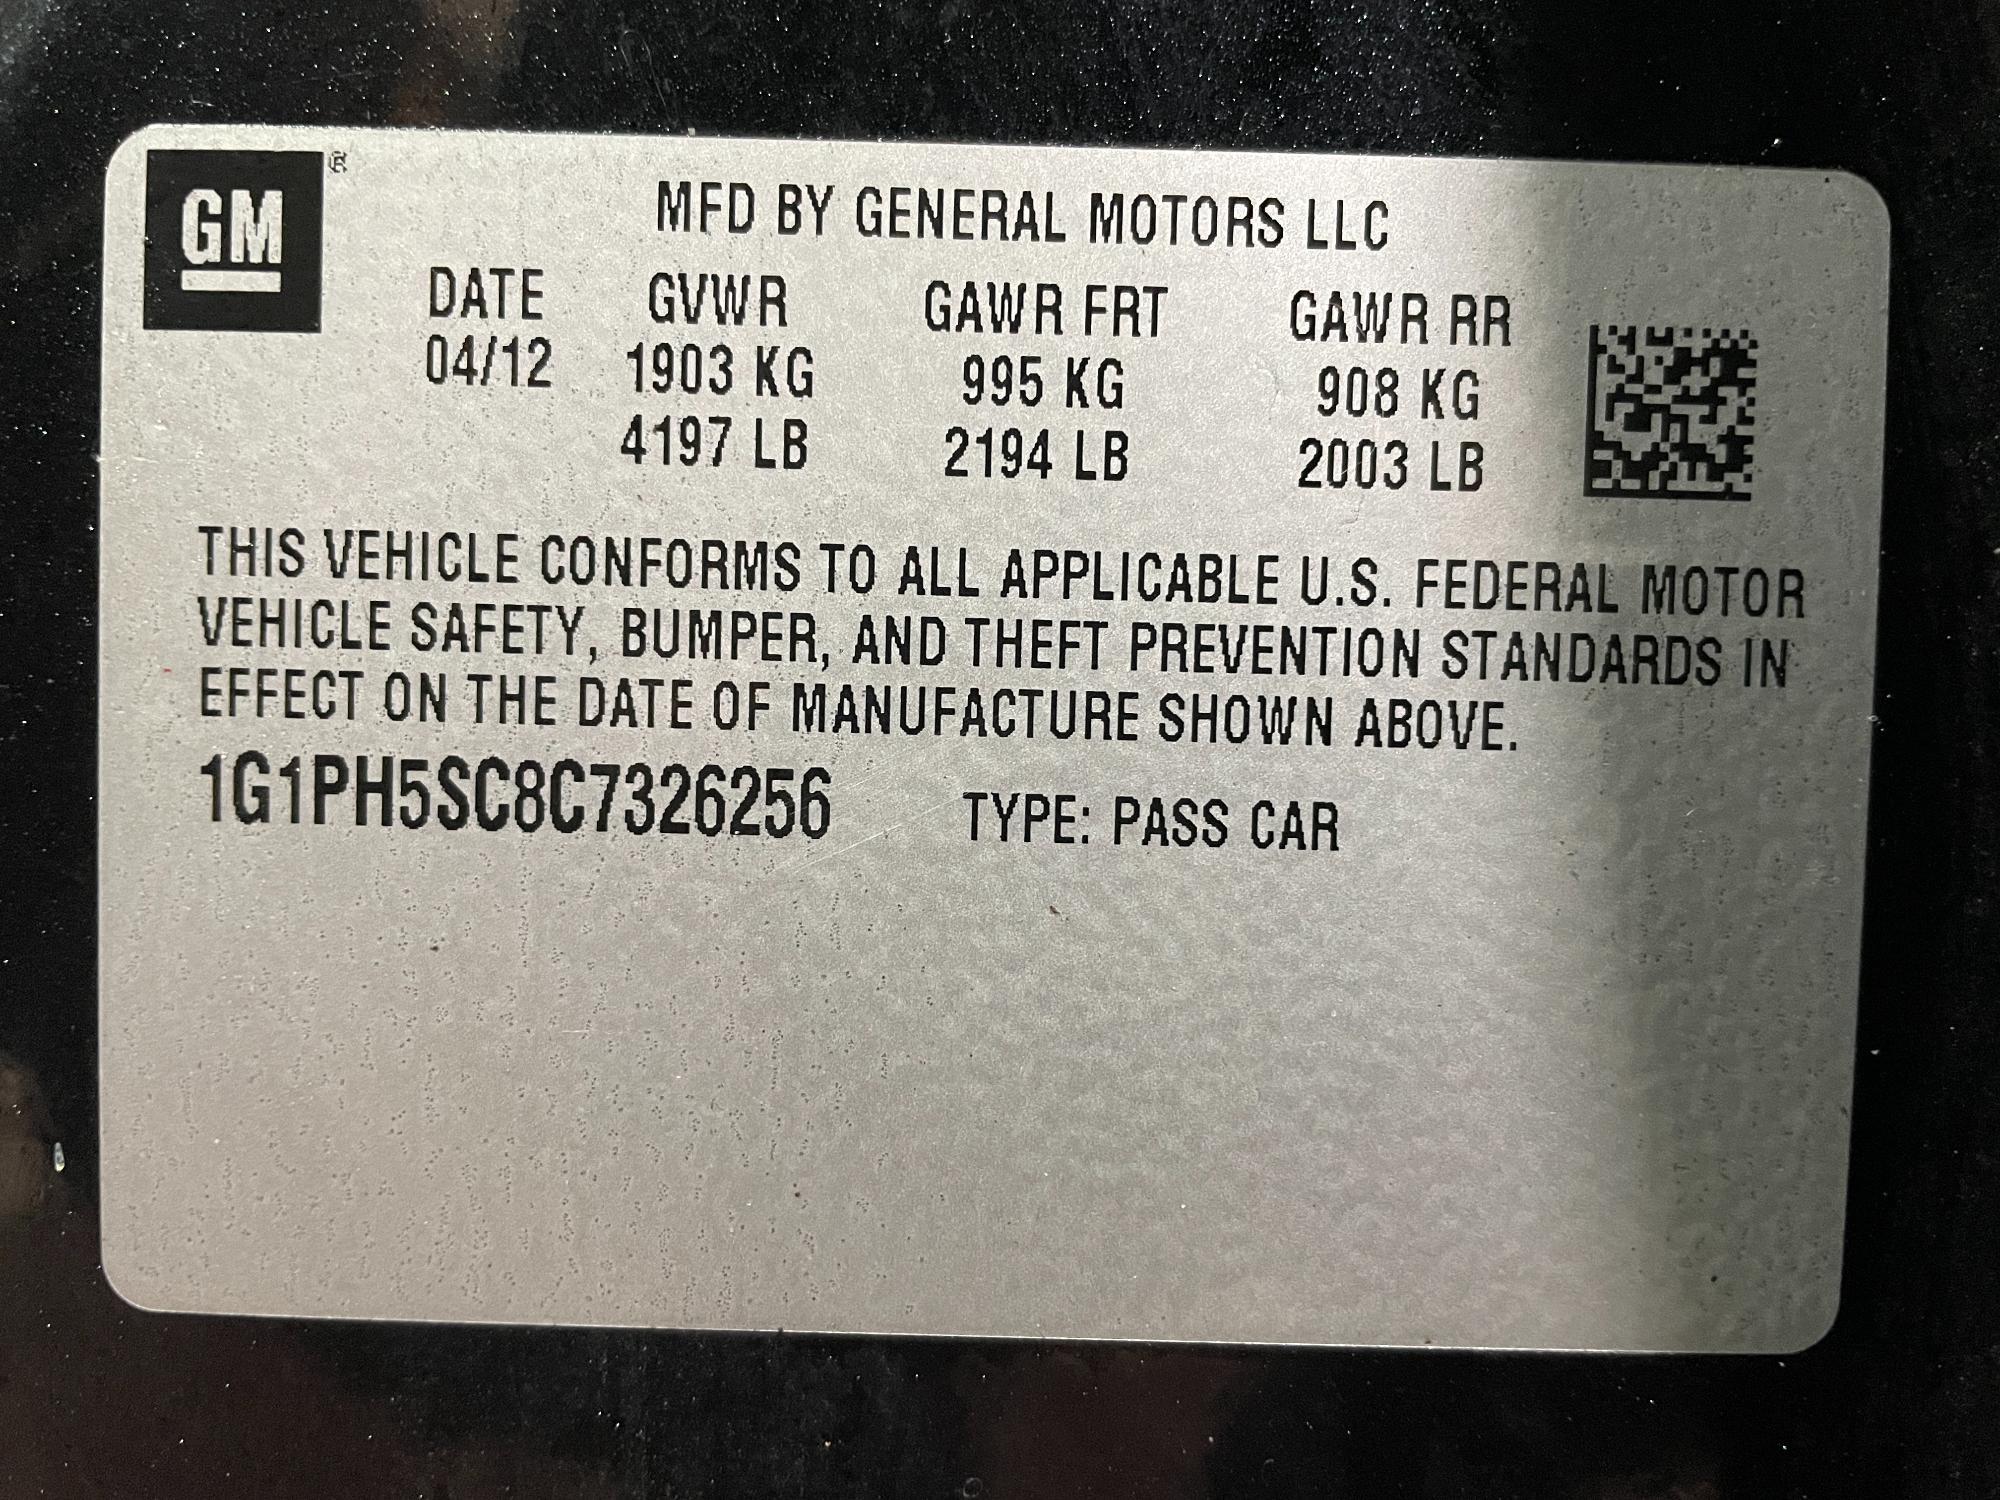 GM ®
MFD BY GENERAL MOTORS LLC
DATE GVWR GAWR FRT GAWR RR
04/12 1903 KG 995 KG 908 KG
4197 LB 2194 LB 2003 LB
THIS VEHICLE CONFORMS TO ALL APPLICABLE U.S. FEDERAL MOTOR
VEHICLE SAFETY, BUMPER, AND THEFT PREVENTION STANDARDS IN
EFFECT ON THE DATE OF MANUFACTURE SHOWN ABOVE.
1G1PH5SC8C7326256 TYPE: PASS CAR